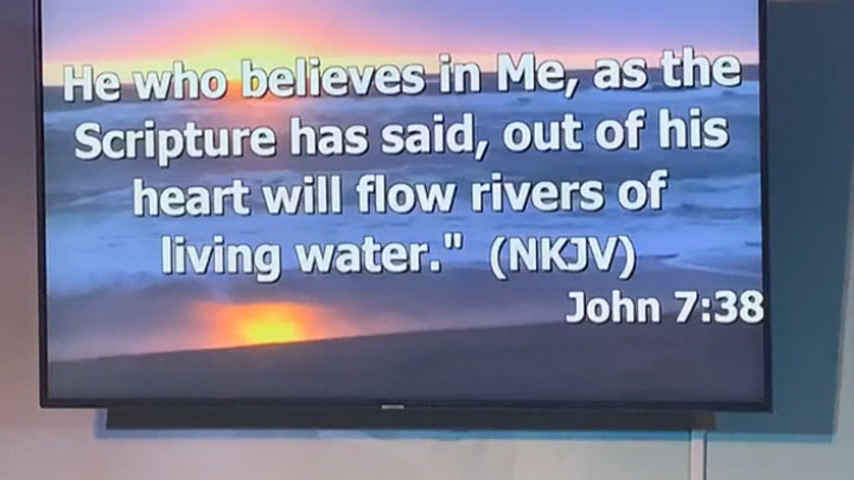 He who believes in Me, as the
Scripture has said, out of his
heart will flow rivers of
living water." (NKJV)
John 7:38